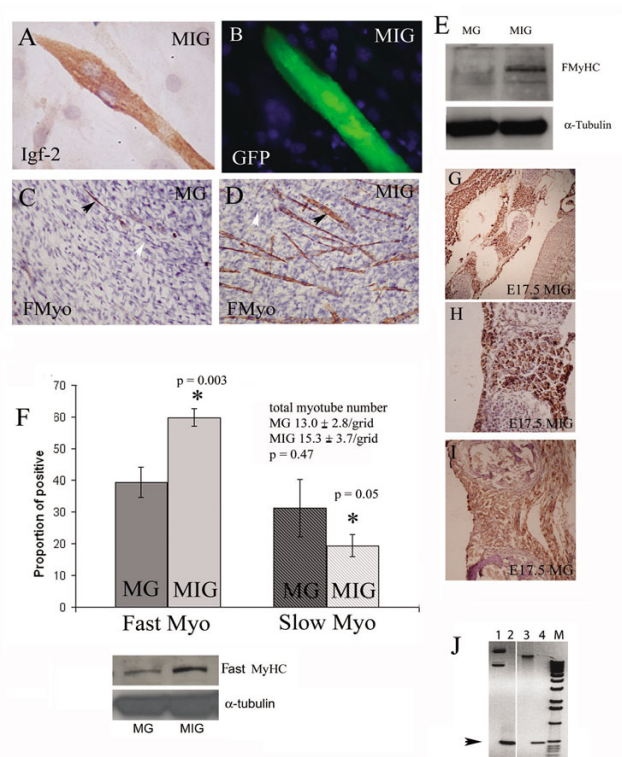 A
MIG
Igf-2
B
MIG
GFP
C
MG
FMyo
D
MIG
FMyo
E
MG MIG
FMyHC
α-Tubulin
G
E17.5 MIG
H
E17.5 MIG
I
E17.5 MG
F
Proportion of positive
70
60
50
40
30
20
10
0
p = 0.003
*
total myotube number
MG 13.0 ± 2.8/grid
MIG 15.3 ± 3.7/grid
p = 0.47
p = 0.05
*
MG MIG MG MIG
Fast Myo Slow Myo
Fast MyHC
α-tubulin
MG MIG
J
1 2 3 4 M